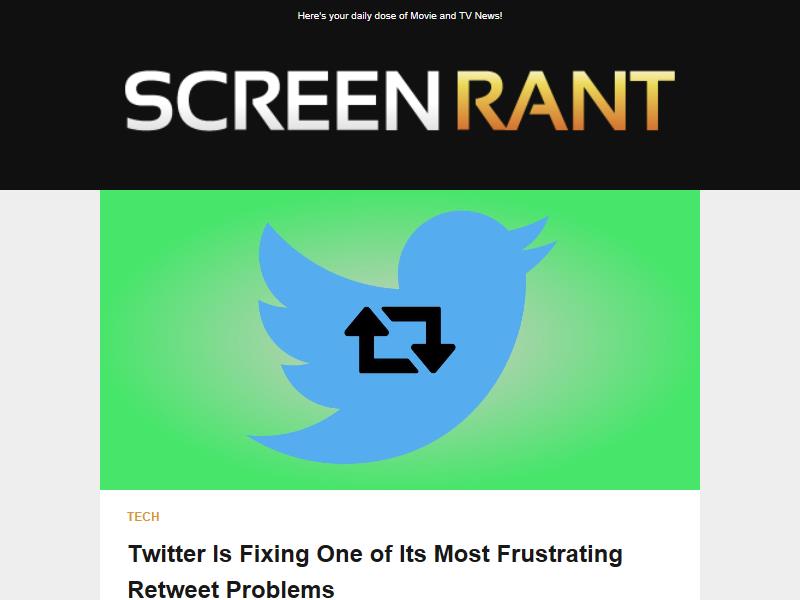 Here's your daily dose of Movie and TV News!
SCREEN RANT
TECH
Twitter Is Fixing One of Its Most Frustrating
Retweet Problems